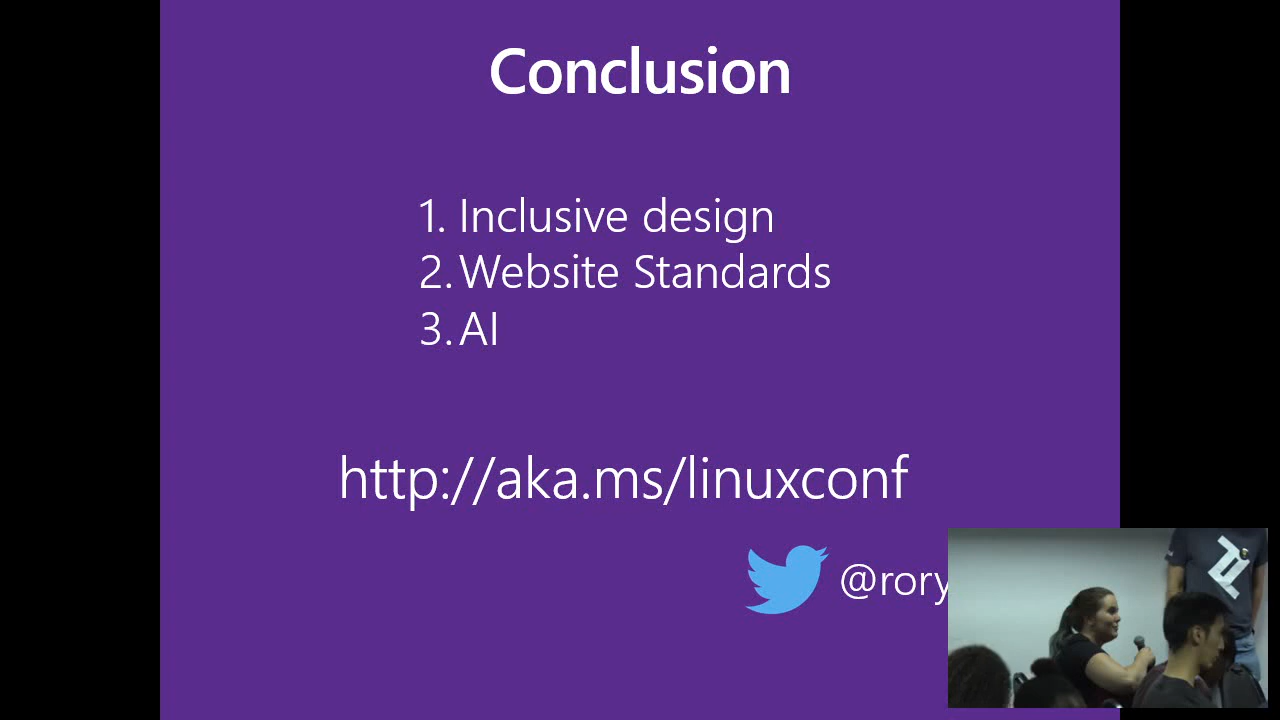 Conclusion
1. Inclusive design
2. Website Standards
3. AI
http://aka.ms/linuxconf
@rory